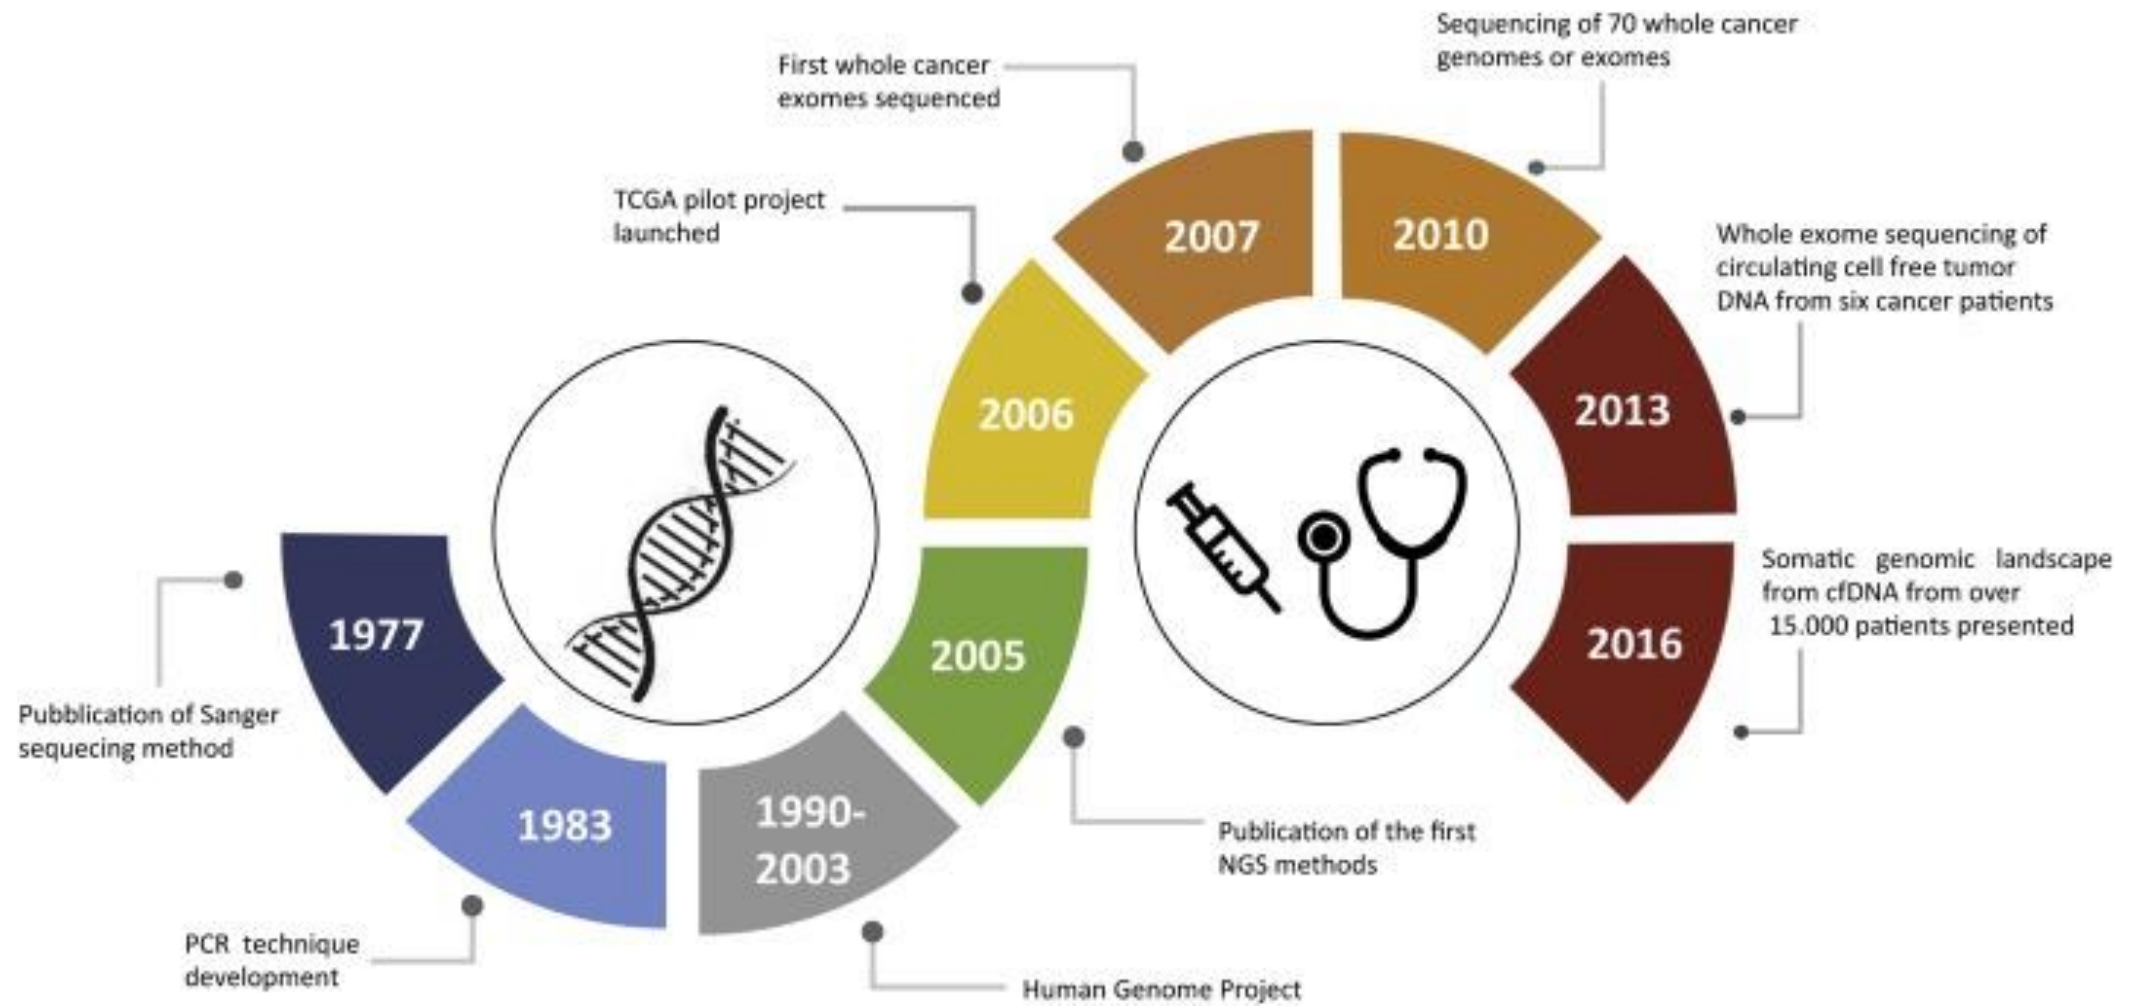 Sequencing of 70 whole cancer
genomes or exomes
First whole cancer
exomes sequenced
TCGA pilot project
launched
2007
2010
Whole exome sequencing of
circulating cell free tumor
DNA from six cancer patients
2006
2013
1977
2005
2016
Somatic genomic landscape
from cfDNA from over
15.000 patients presented
Pubblication of Sanger
sequecing method
1983
1990-
2003
Publication of the first
NGS methods
PCR technique
development
Human Genome Project